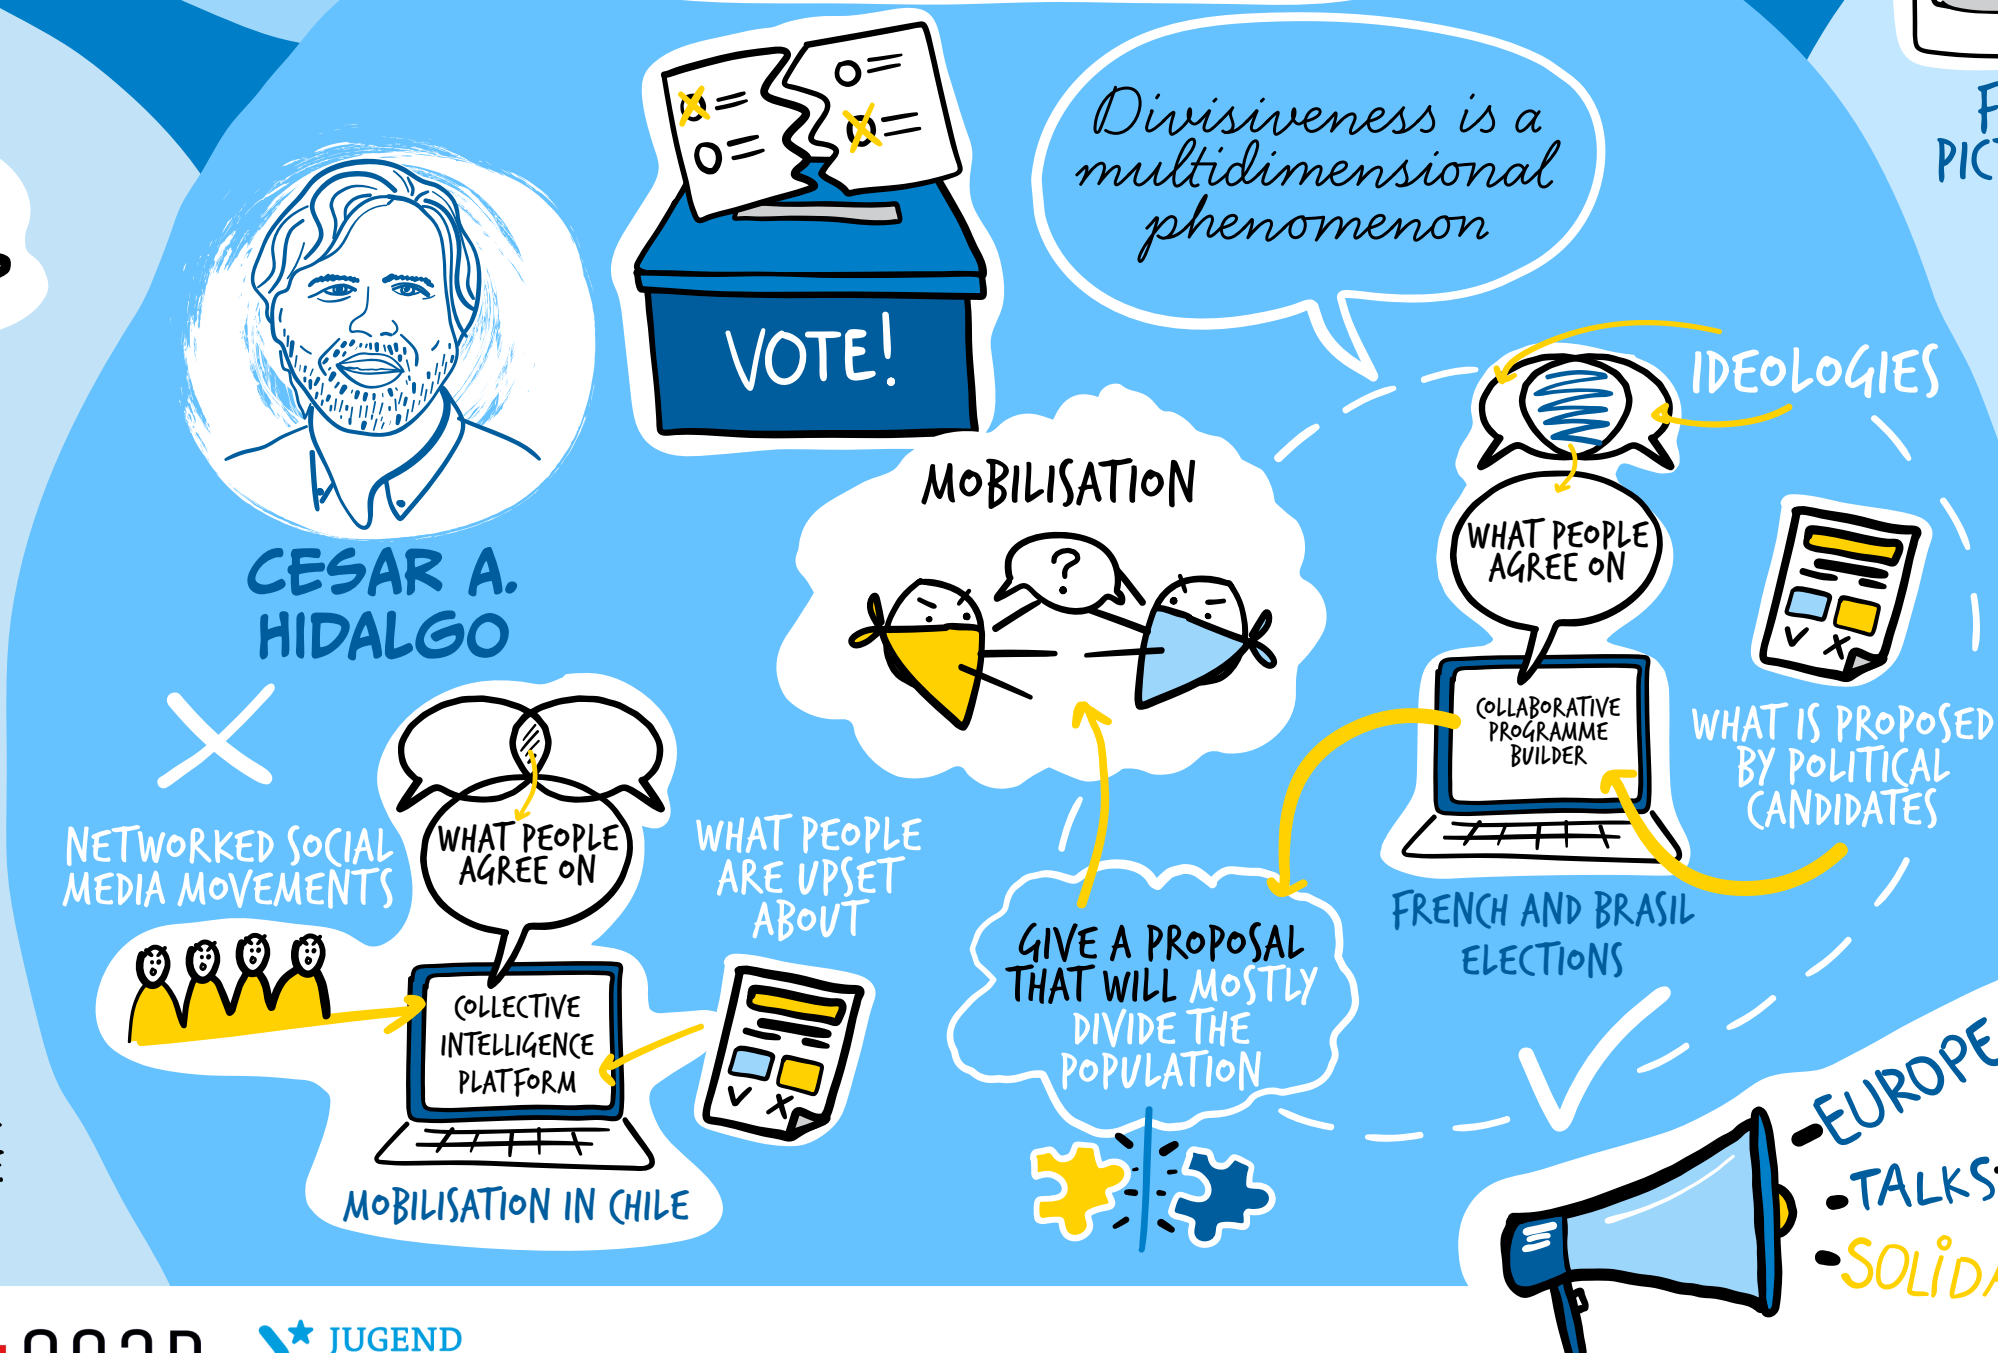 Divisiveness is a
multidimensional
phenomenon
VOTE!
IDEOLOGIES
CESAR A.
HIDALGO
MOBILISATION
?
WHAT PEOPLE
AGREE ON
COLLABORATIVE
PROGRAMME
BUILDER
FRENCH AND BRASIL
ELECTIONS
WHAT IS PROPOSED
BY POLITICAL
CANDIDATES
NETWORKED SOCIAL
MEDIA MOVEMENTS
WHAT PEOPLE
AGREE ON
COLLECTIVE
INTELLIGENCE
PLATFORM
WHAT PEOPLE
ARE UPSET
ABOUT
MOBILISATION IN CHILE
GIVE A PROPOSAL
THAT WILL MOSTLY
DIVIDE THE
POPULATION
-EUROPE
-TALKS
JUGEND